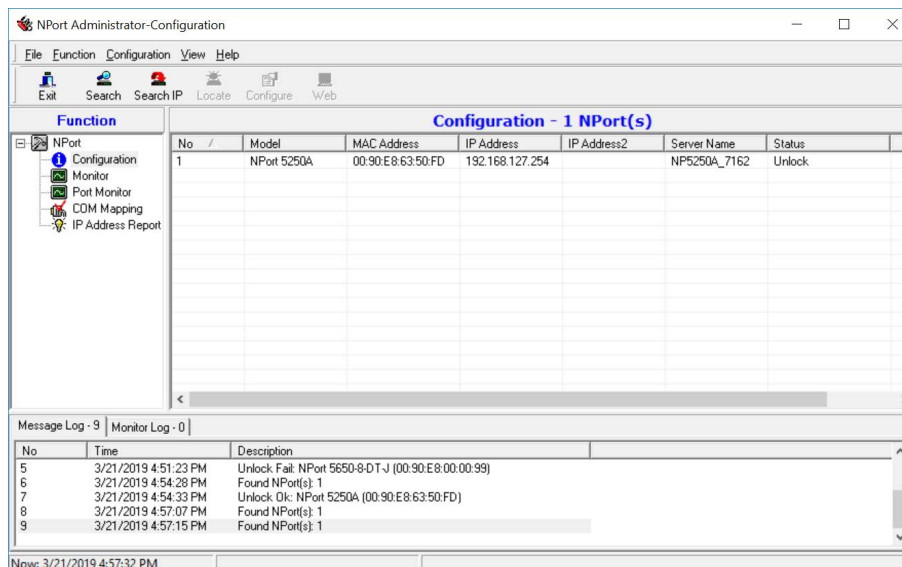 NPort Administrator-Configuration
File Function Configuration View Help
Exit Search Search IP Locate Configure Web
Function
Configuration - 1 NPort(s)
NPort
Configuration
Monitor
Port Monitor
COM Mapping
IP Address Report
No / Model MAC Address IP Address IP Address2 Server Name Status
1 NPort 5250A 00:90:E8:63:50:FD 192.168.127.254 NP5250A_7162 Unlock
Message Log - 9 Monitor Log - 0
No Time Description
5 3/21/2019 4:51:23 PM Unlock Fail: NPort 5650-8-DT-J (00:90:E8:00:00:99)
6 3/21/2019 4:54:28 PM Found NPort(s): 1
7 3/21/2019 4:54:33 PM Unlock Ok: NPort 5250A (00:90:E8:63:50:FD)
8 3/21/2019 4:57:07 PM Found NPort(s): 1
9 3/21/2019 4:57:15 PM Found NPort(s): 1
Now: 3/21/2019 4:57:32 PM